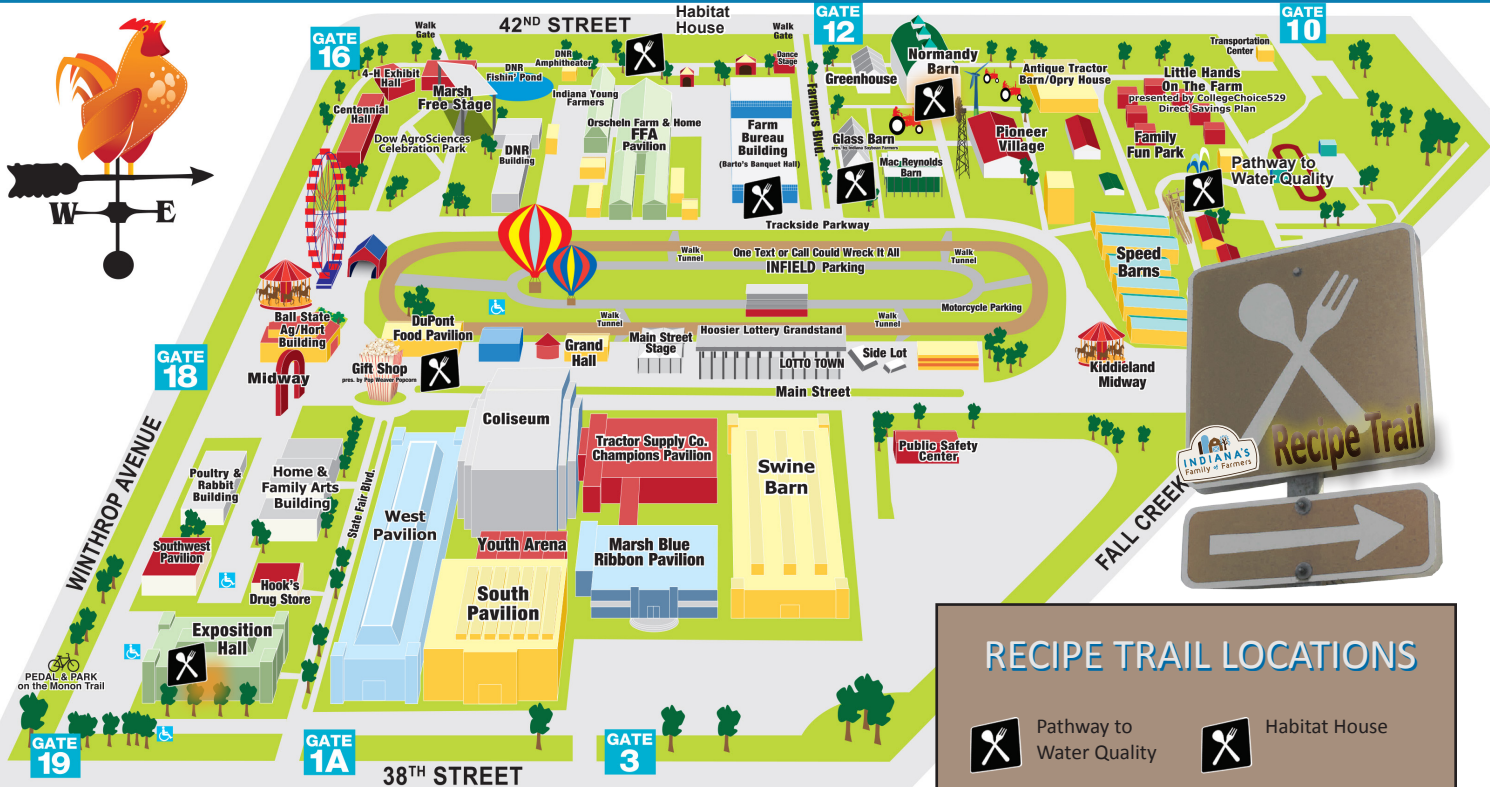 42ND STREET
Habitat
House
GATE
16
Walk
Gate
DNR
Amphitheater
Walk
Gate
Dance
Stage
GATE
12
Normandy
Barn
Transportation
Center
GATE
10
4-H Exhibit
Hall
Marsh
Free Stage
DNR
Fishin' Pond
Indiana Young
Farmers
Greenhouse
Antique Tractor
Barn/Opry House
Little Hands
On The Farm
presented by CollegeChoice529
Direct Savings Plan
Centennial
Hall
Dow AgroSciences
Celebration Park
DNR
Building
Orscheln Farm & Home
FFA
Pavilion
Farm
Bureau
Building
(Barto's Banquet Hall)
Farmers Blvd.
Glass Barn
pres. by Indiana Soybean Farmers
Mac Reynolds
Barn
Pioneer
Village
Family
Fun Park
Pathway to
Water Quality
W
E
Trackside Parkway
Walk
Tunnel
One Text or Call Could Wreck It All
INFIELD Parking
Walk
Tunnel
Speed
Barns
Motorcycle Parking
Ball State
Ag/Hort
Building
DuPont
Food Pavilion
Walk
Tunnel
Hoosier Lottery Grandstand
Walk
Tunnel
Grand
Hall
Main Street
Stage
LOTTO TOWN
Side Lot
Kiddieland
Midway
GATE
18
Midway
Gift Shop
pres. by Pop Weaver Popcorn
Main Street
Coliseum
Tractor Supply Co.
Champions Pavilion
Swine
Barn
Public Safety
Center
INDIANA'S
Family of Farmers
Recipe Trail
WINTHROP AVENUE
Poultry &
Rabbit
Building
Home &
Family Arts
Building
State Fair Blvd.
West
Pavilion
Youth Arena
Marsh Blue
Ribbon Pavilion
FALL CREEK
Southwest
Pavilion
Hook's
Drug Store
South
Pavilion
Exposition
Hall
PEDAL & PARK
on the Monon Trail
GATE
19
GATE
1A
38TH STREET
GATE
3
RECIPE TRAIL LOCATIONS
Pathway to
Water Quality
Habitat House